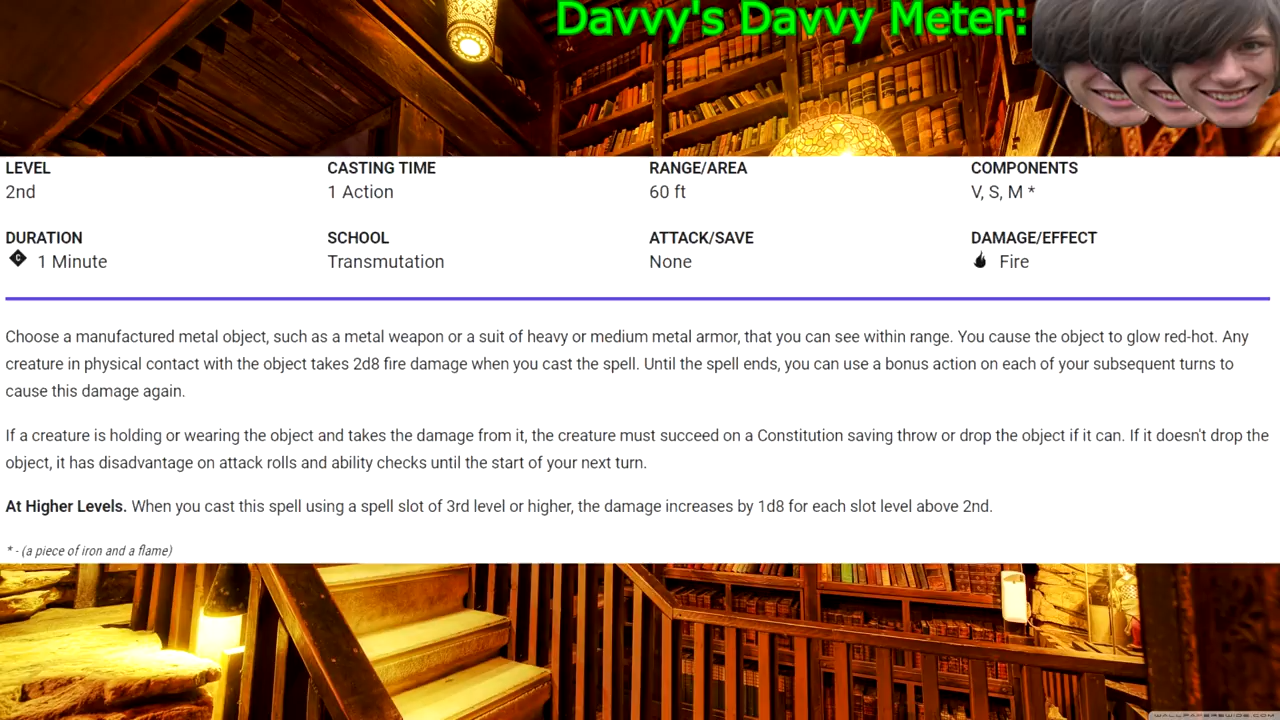 Davvy's Davvy Meter:
LEVEL CASTING TIME RANGE/AREA COMPONENTS
2nd 1 Action 60 ft V, S, M *
DURATION SCHOOL ATTACK/SAVE DAMAGE/EFFECT
C 1 Minute Transmutation None Fire
Choose a manufactured metal object, such as a metal weapon or a suit of heavy or medium metal armor, that you can see within range. You cause the object to glow red-hot. Any
creature in physical contact with the object takes 2d8 fire damage when you cast the spell. Until the spell ends, you can use a bonus action on each of your subsequent turns to
cause this damage again.
If a creature is holding or wearing the object and takes the damage from it, the creature must succeed on a Constitution saving throw or drop the object if it can. If it doesn't drop the
object, it has disadvantage on attack rolls and ability checks until the start of your next turn.
At Higher Levels. When you cast this spell using a spell slot of 3rd level or higher, the damage increases by 1d8 for each slot level above 2nd.
* - (a piece of iron and a flame)
WALLPAPERSWIDE.COM